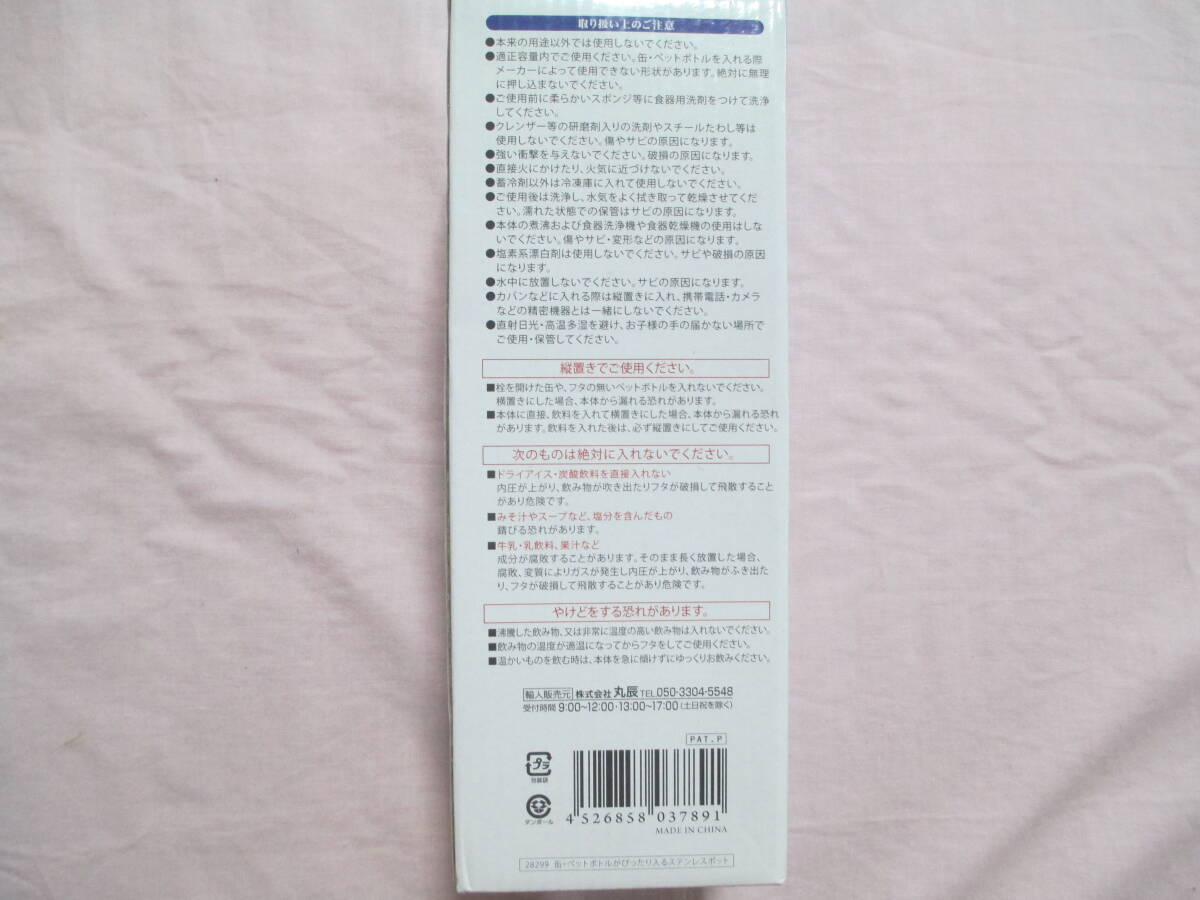 取り扱い上のご注意
●本来の用途以外では使用しないでください。
●適正容量内でご使用ください。缶・ペットボトルを入れる際
メーカーによって使用できない形状があります。絶対に無理
に押し込まないでください。
●ご使用前に柔らかいスポンジ等に食器用洗剤をつけて洗浄
してください。
●クレンザー等の研磨剤入りの洗剤やスチールたわし等は
使用しないでください。傷やサビの原因になります。
●強い衝撃を与えないでください。破損の原因になります。
●直接火にかけたり、火気に近づけないでください。
●蓄冷剤以外は冷凍庫に入れて使用しないでください。
●ご使用後は洗浄し、水気をよく拭き取って乾燥させてくだ
さい。濡れた状態での保管はサビの原因になります。
●本体の煮沸および食器洗浄機や食器乾燥機の使用はしな
いでください。傷やサビ・変形などの原因になります。
●塩素系漂白剤は使用しないでください。サビや破損の原因
になります。
●水中に放置しないでください。サビの原因になります。
●カバンなどに入れる際は縦置きに入れ、携帯電話・カメラ
などの精密機器とは一緒にしないでください。
●直射日光・高温多湿を避け、お子様の手の届かない場所で
ご使用・保管してください。
縦置きでご使用ください。
■栓を開けた缶や、フタの無いペットボトルを入れないでください。
横置きにした場合、本体から漏れる恐れがあります。
■本体に直接、飲料を入れて横置きにした場合、本体から漏れる恐れ
があります。飲料を入れた後は、必ず縦置きにしてご使用ください。
次のものは絶対に入れないでください。
■ドライアイス・炭酸飲料を直接入れない
内圧が上がり、飲み物が吹き出たりフタが破損して飛散すること
があり危険です。
■みそ汁やスープなど、塩分を含んだもの
錆びる恐れがあります。
■牛乳・乳飲料、果汁など
成分が腐敗することがあります。そのまま長く放置した場合、
腐敗、変質によりガスが発生し内圧が上がり、飲み物がふき出た
り、フタが破損して飛散することがあり危険です。
やけどをする恐れがあります。
■沸騰した飲み物、又は非常に温度の高い飲み物は入れないでください。
■飲み物の温度が適温になってからフタをしてご使用ください。
■温かいものを飲む時は、本体を急に傾けずにゆっくりお飲みください。
輸入販売元 株式会社 丸辰 TEL.050-3304-5548
受付時間 9:00~12:00・13:00~17:00(土日祝を除く)
PAT.P
プラ
包装袋
ダンボール
4 526858 037891
MADE IN CHINA
28299 缶・ペットボトルがぴったり入るステンレスポット